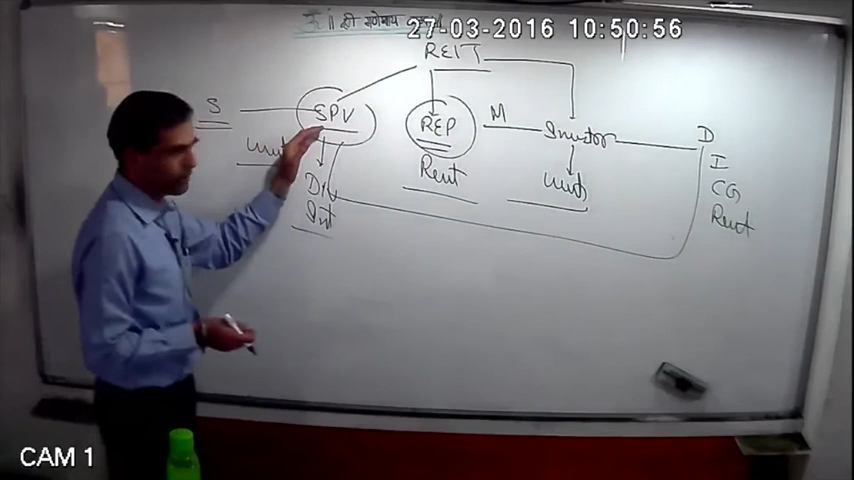 27-03-2016 10:50:56
REIT
S
SPV
REP
M
Investor
D
I
CG
Rent
Unit
Div
Int
Rent
Unit
CAM 1